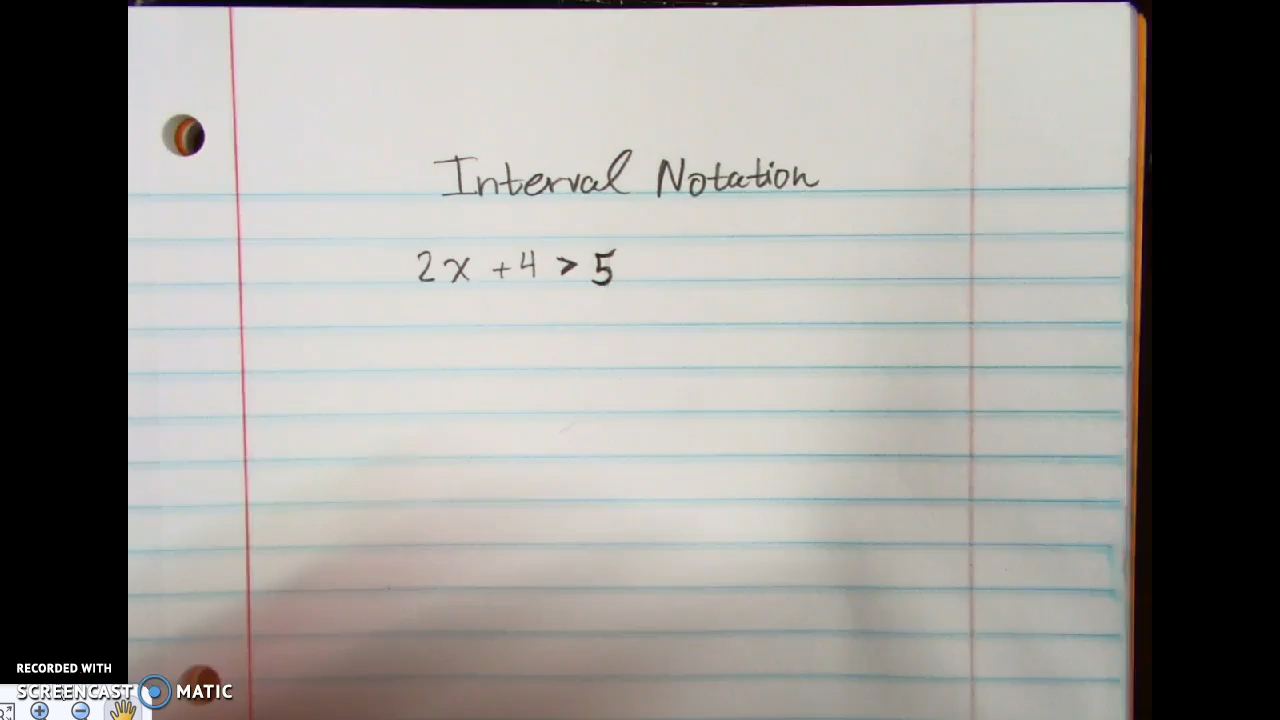 Interval Notation
2x + 4 > 5
RECORDED WITH
SCREENCAST MATIC